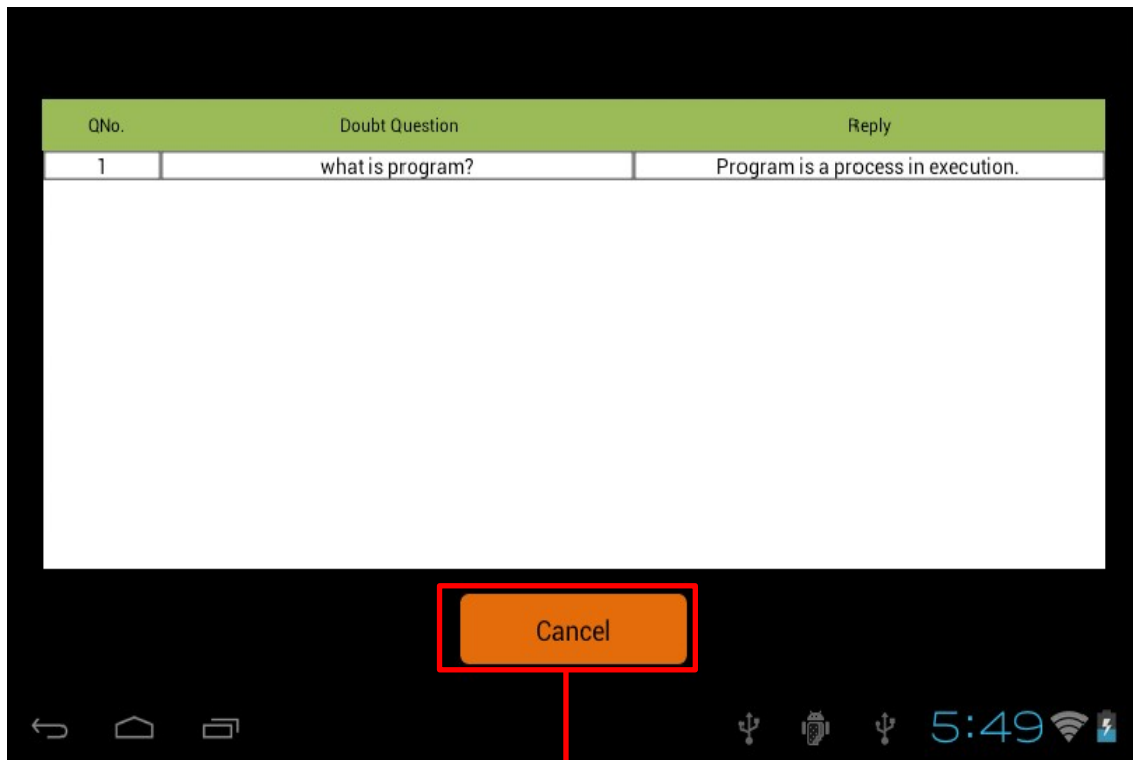 QNo. Doubt Question Reply
1 what is program? Program is a process in execution.
Cancel
5:49